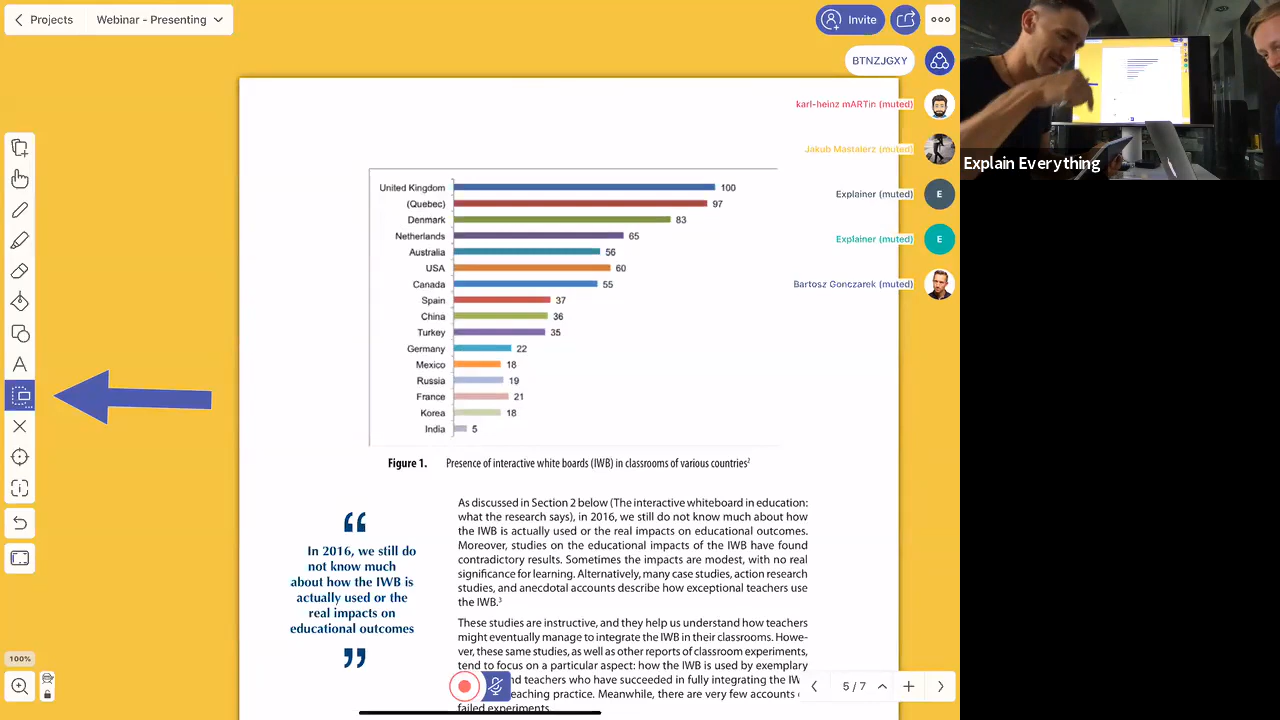 Projects
Webinar - Presenting
Invite
BTNZJGXY
karl-heinz mARTin (muted)
Jakub Mastalerz (muted)
Explainer (muted)
E
Explainer (muted)
E
Bartosz Gonczarek (muted)
Explain Everything
United Kingdom 100
(Quebec) 97
Denmark 83
Netherlands 65
Australia 56
USA 60
Canada 55
Spain 37
China 36
Turkey 35
Germany 22
Mexico 18
Russia 19
France 21
Korea 18
India 5
Figure 1. Presence of interactive white boards (IWB) in classrooms of various countries²
“
In 2016, we still do
not know much
about how the IWB is
actually used or the
real impacts on
educational outcomes
”
As discussed in Section 2 below (The interactive whiteboard in education:
what the research says), in 2016, we still do not know much about how
the IWB is actually used or the real impacts on educational outcomes.
Moreover, studies on the educational impacts of the IWB have found
contradictory results. Sometimes the impacts are modest, with no real
significance for learning. Alternatively, many case studies, action research
studies, and anecdotal accounts describe how exceptional teachers use
the IWB.³
These studies are instructive, and they help us understand how teachers
might eventually manage to integrate the IWB in their classrooms. Howe-
ver, these same studies, as well as other reports of classroom experiments,
tend to focus on a particular aspect: how the IWB is used by exemplary
nd teachers who have succeeded in fully integrating the IW
eaching practice. Meanwhile, there are very few accounts
failed experiments.
A
100%
5 / 7